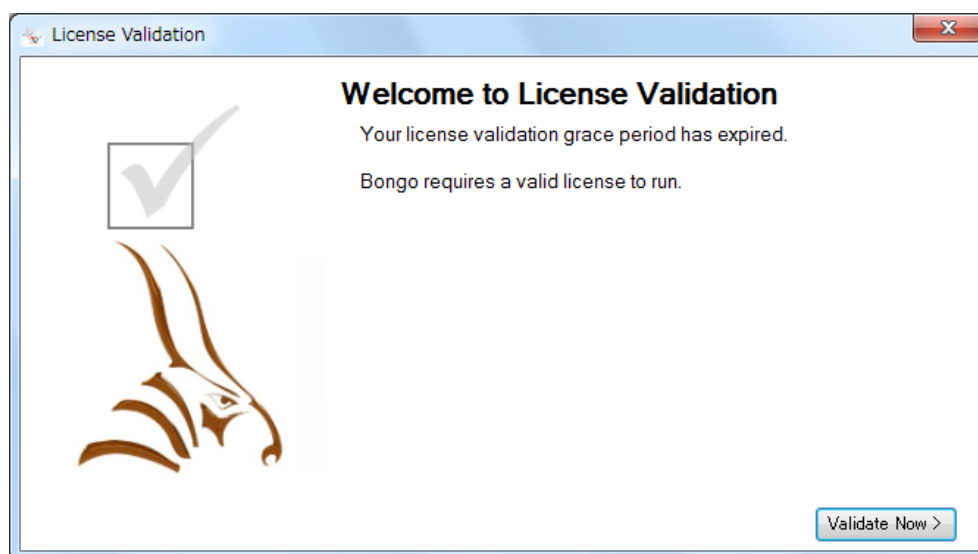 License Validation
Welcome to License Validation
Your license validation grace period has expired.
Bongo requires a valid license to run.
Validate Now >